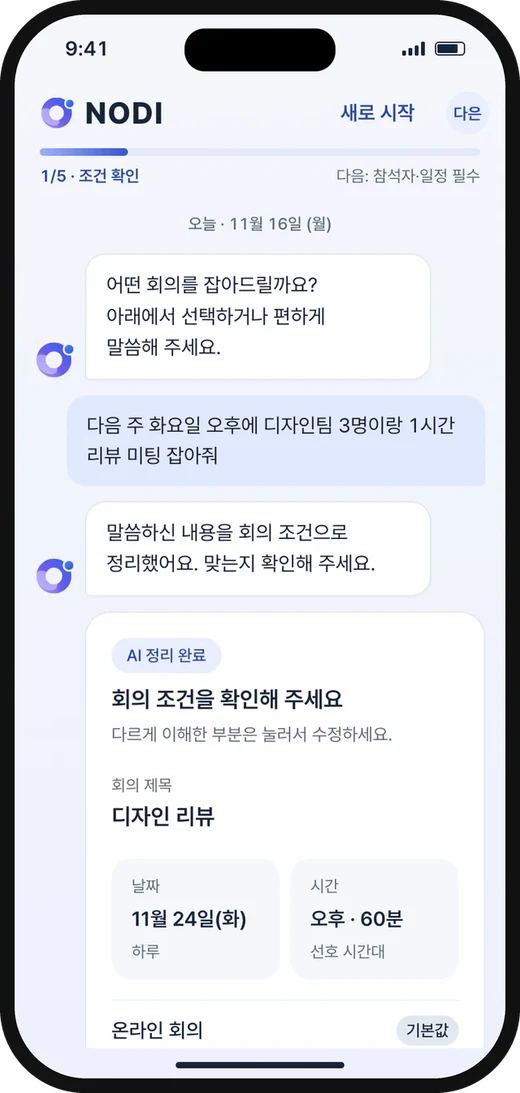 9:41
NODI
새로 시작
다은
1/5 · 조건 확인
다음: 참석자·일정 필수
오늘 · 11월 16일 (월)
어떤 회의를 잡아드릴까요?
아래에서 선택하거나 편하게
말씀해 주세요.
다음 주 화요일 오후에 디자인팀 3명이랑 1시간
리뷰 미팅 잡아줘
말씀하신 내용을 회의 조건으로
정리했어요. 맞는지 확인해 주세요.
AI 정리 완료
회의 조건을 확인해 주세요
다르게 이해한 부분은 눌러서 수정하세요.
회의 제목
디자인 리뷰
날짜
11월 24일(화)
하루
시간
오후 · 60분
선호 시간대
온라인 회의
기본값